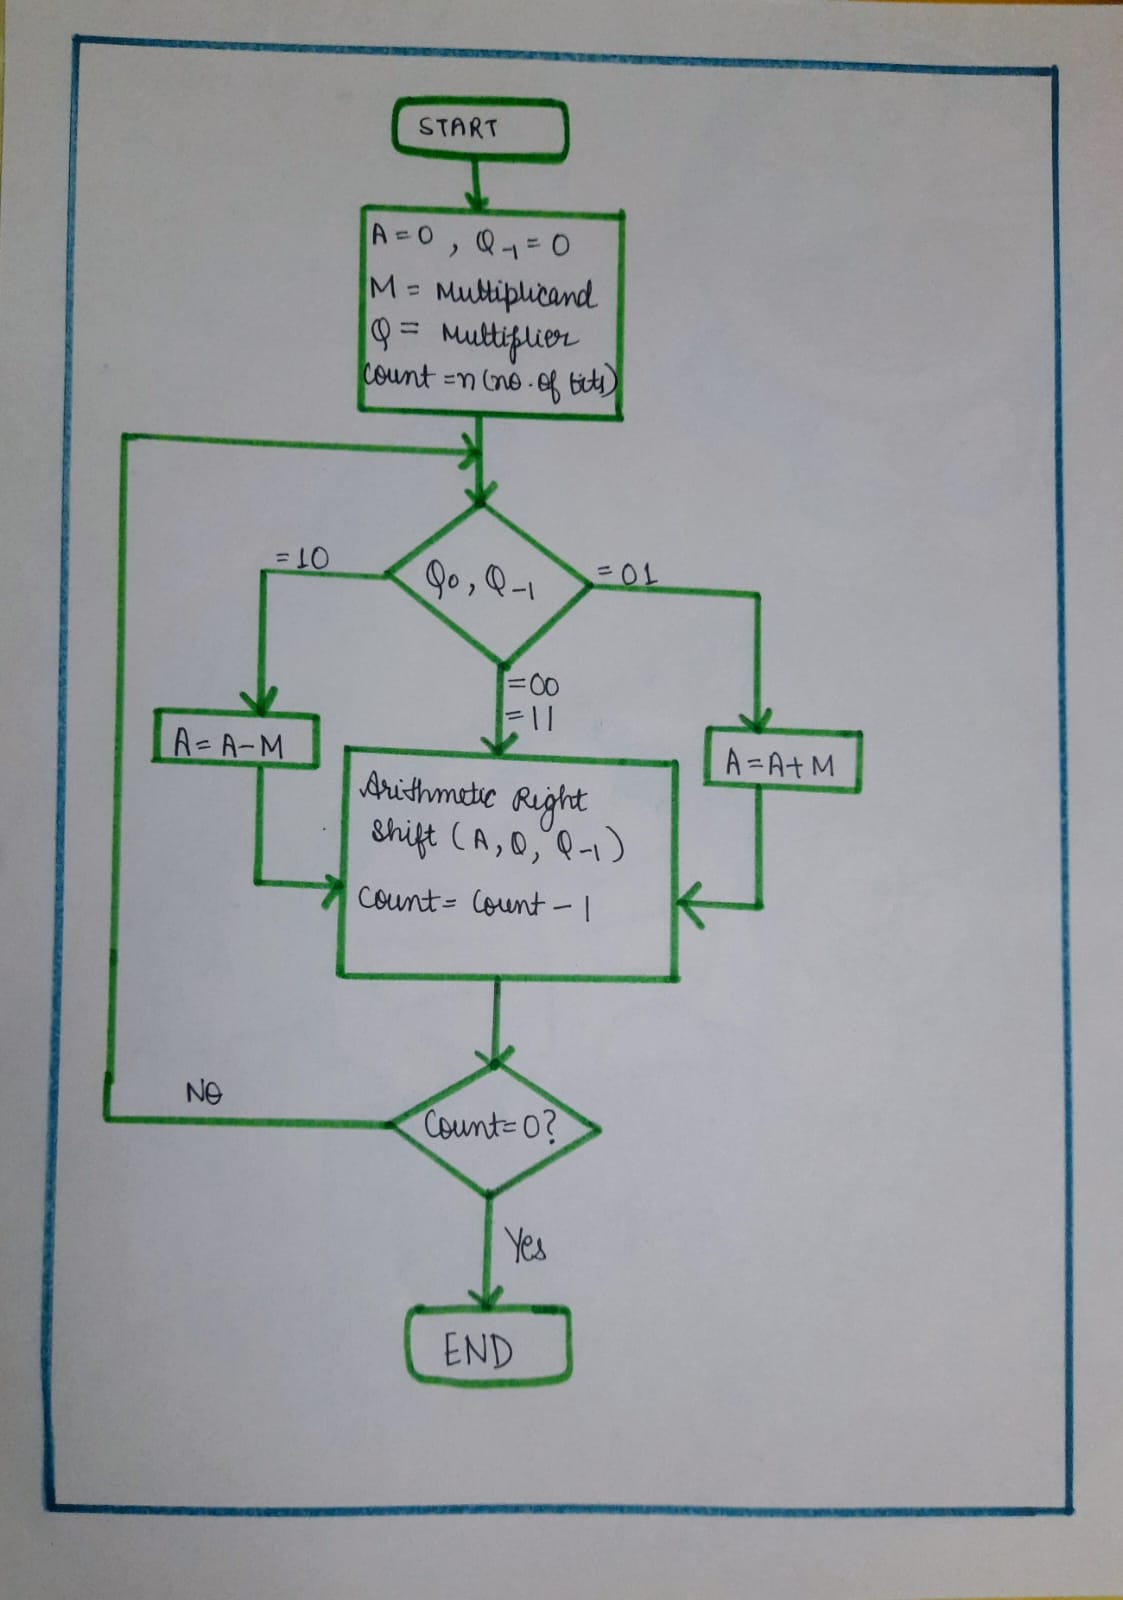 START
A = 0 , Q-1 = 0
M = Multiplicand
Q = Multiplier
Count = n (no. of bits)
Q0, Q-1
= 10
= 01
= 00
= 11
A = A - M
A = A + M
Arithmetic Right
Shift (A, Q, Q-1)
Count = Count - 1
Count = 0?
NO
Yes
END